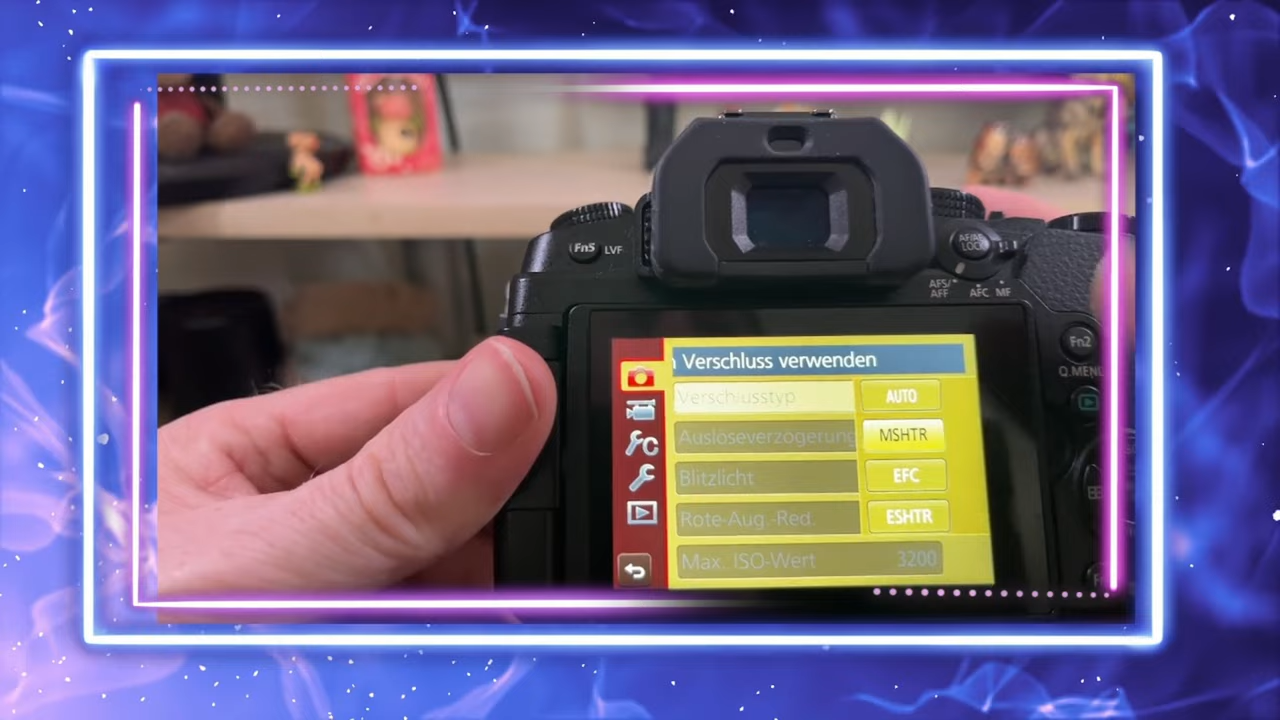 Fn5 LVF
AF/AE
LOCK
AFS/
AFF AFC MF
Fn2
Q.MENU
Verschluss verwenden
Verschlusstyp AUTO
Auslöseverzögerung MSHTR
Blitzlicht EFC
Rote-Aug.-Red. ESHTR
Max. ISO-Wert 3200